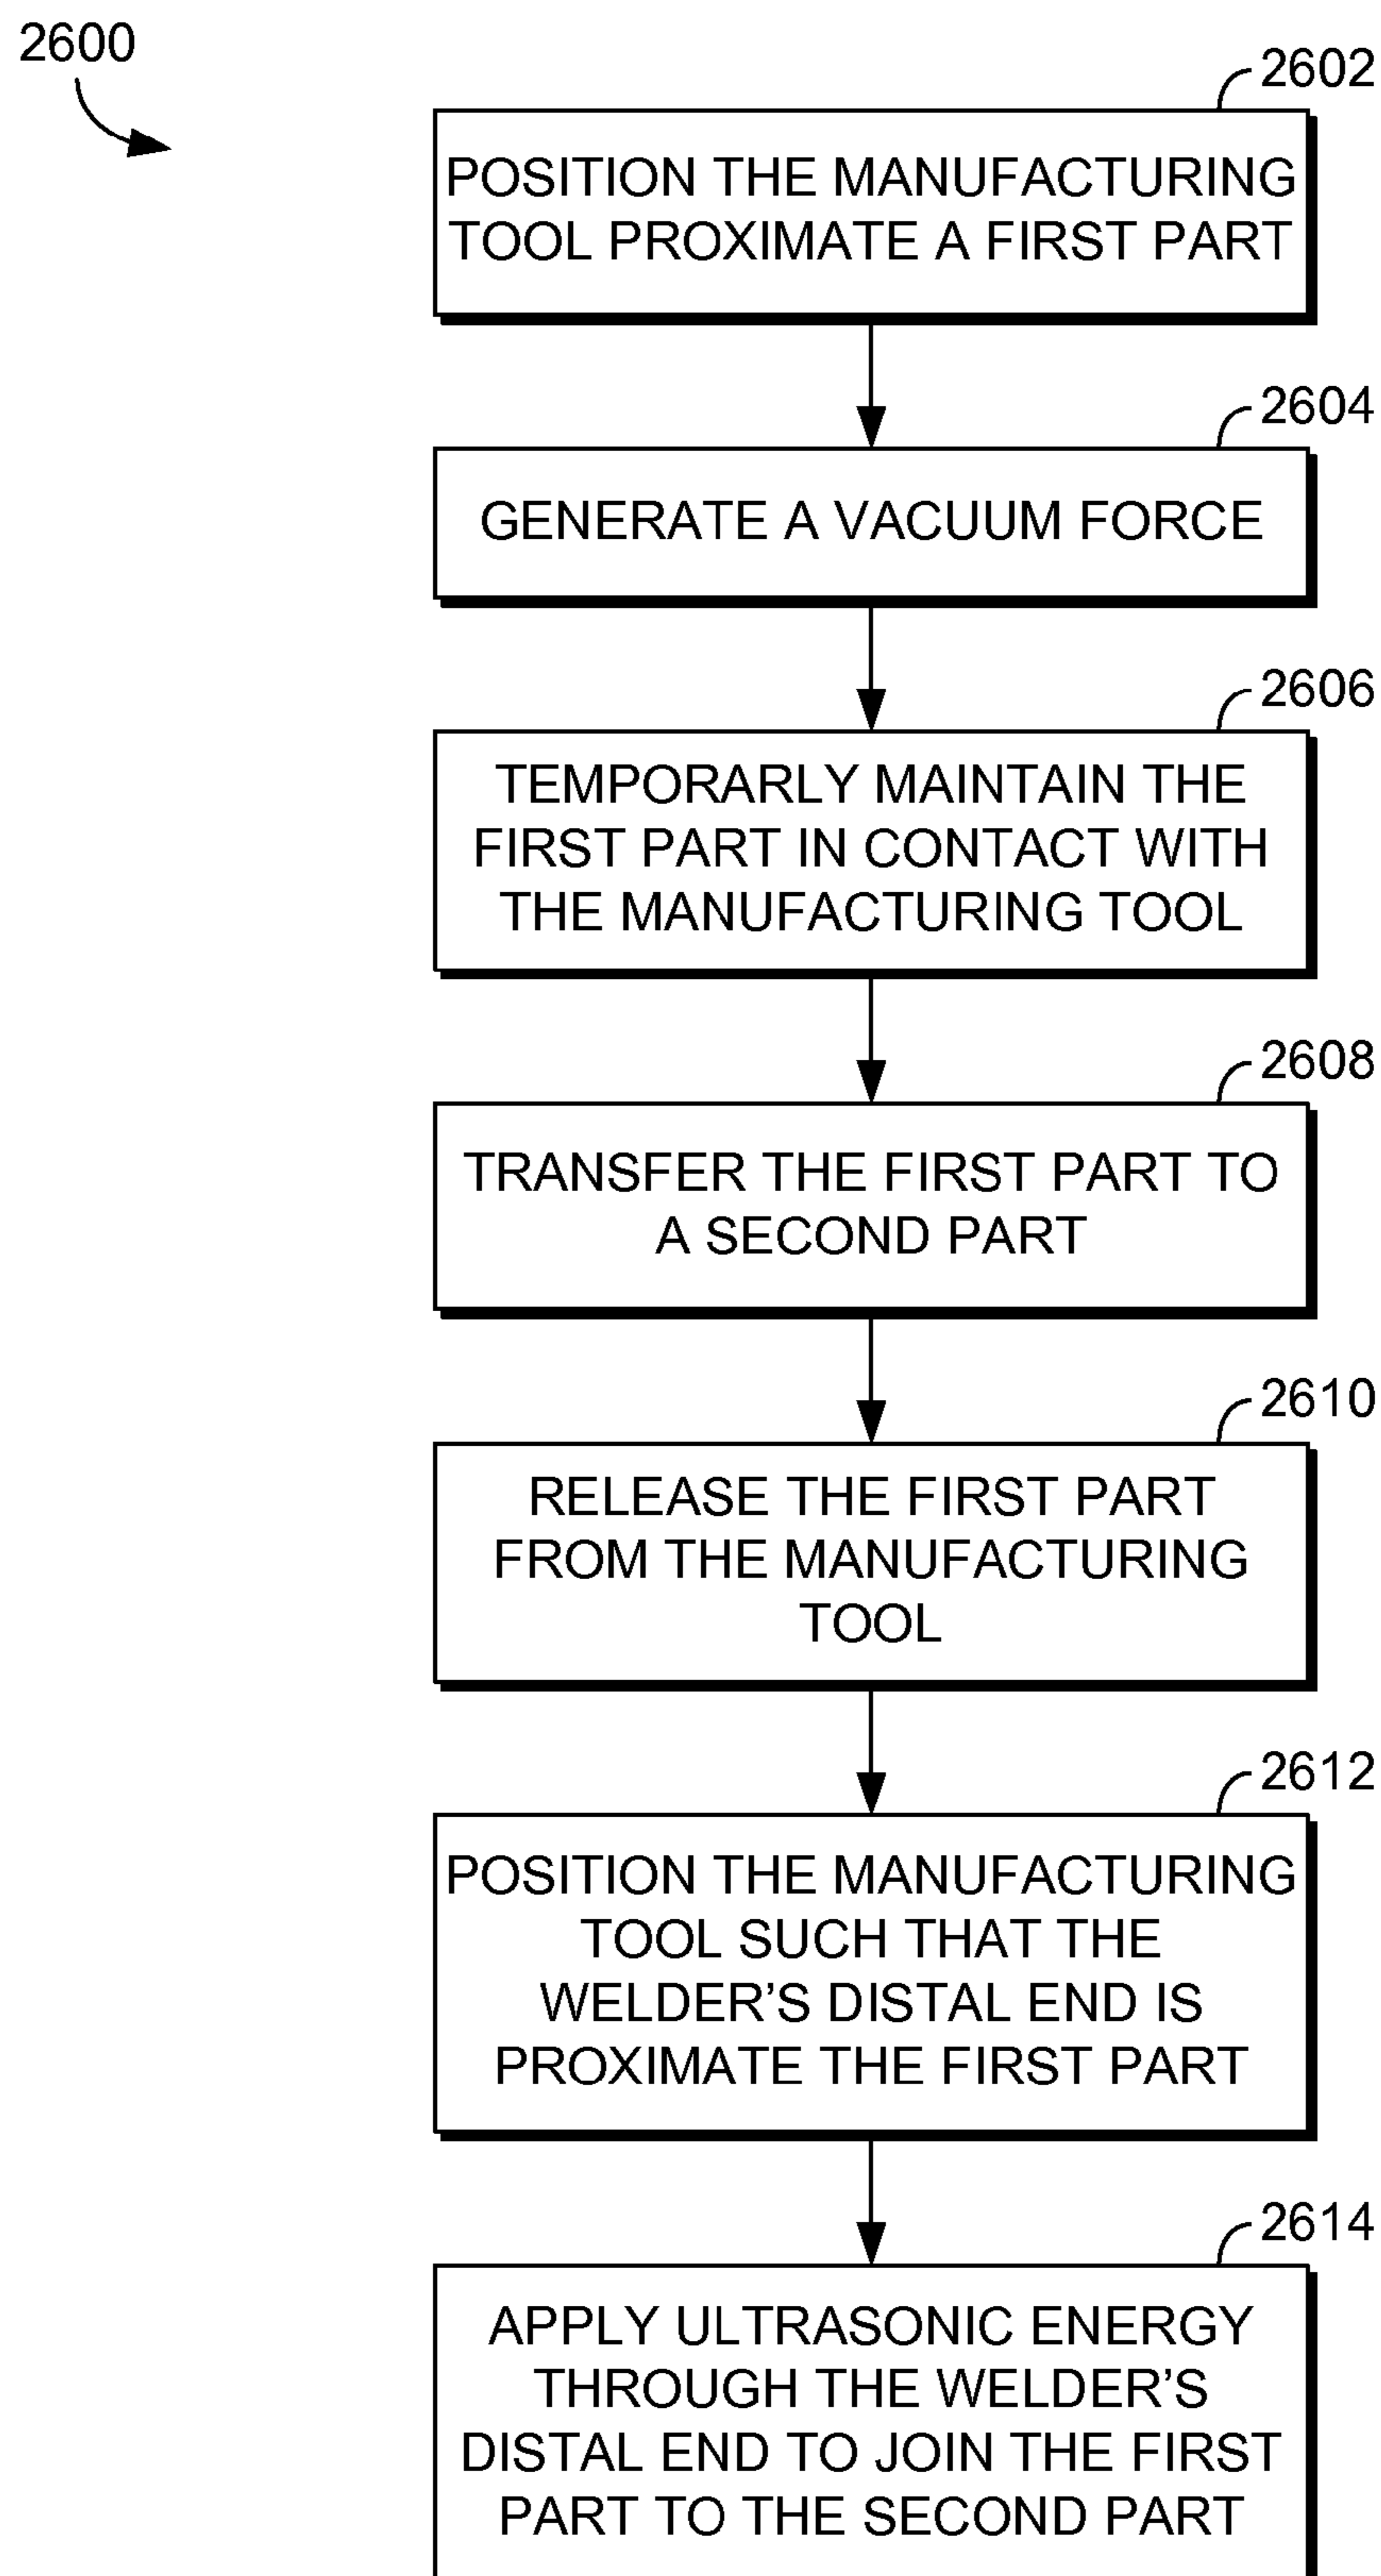 2600
2602
POSITION THE MANUFACTURING
TOOL PROXIMATE A FIRST PART
2604
GENERATE A VACUUM FORCE
2606
TEMPORARLY MAINTAIN THE
FIRST PART IN CONTACT WITH
THE MANUFACTURING TOOL
2608
TRANSFER THE FIRST PART TO
A SECOND PART
2610
RELEASE THE FIRST PART
FROM THE MANUFACTURING
TOOL
2612
POSITION THE MANUFACTURING
TOOL SUCH THAT THE
WELDER’S DISTAL END IS
PROXIMATE THE FIRST PART
2614
APPLY ULTRASONIC ENERGY
THROUGH THE WELDER’S
DISTAL END TO JOIN THE FIRST
PART TO THE SECOND PART